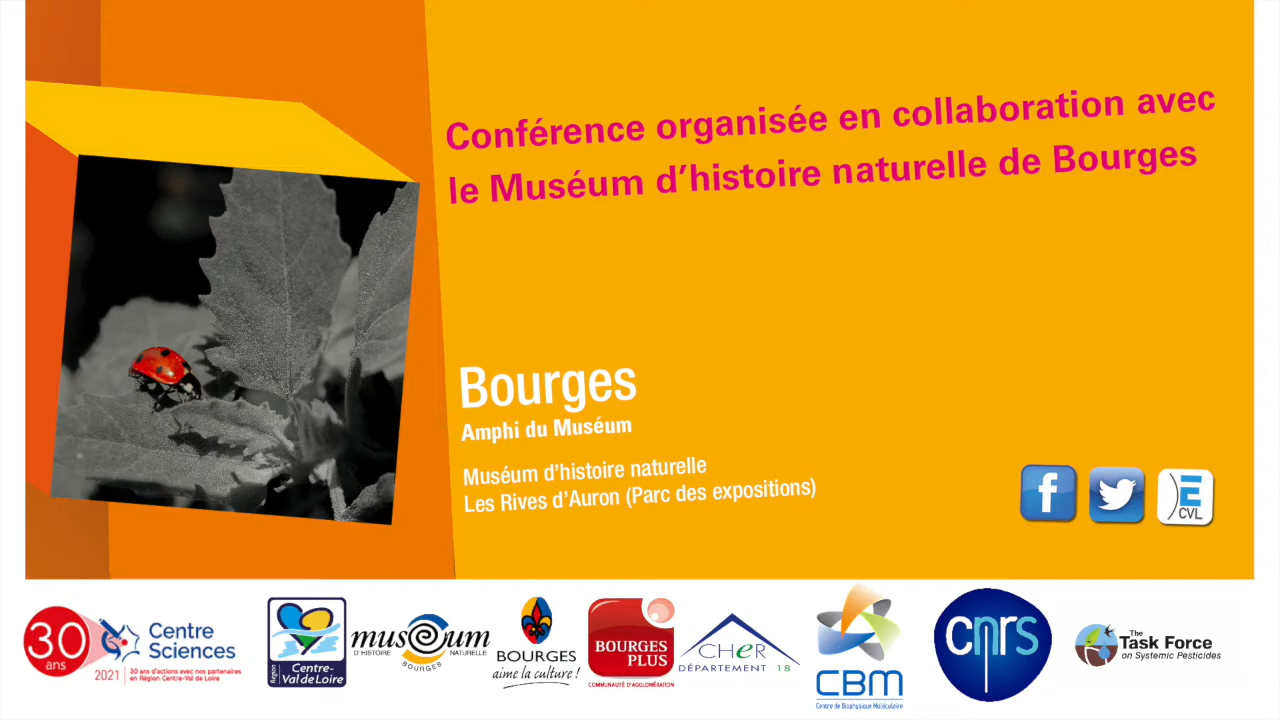 Conférence organisée en collaboration avec
le Muséum d'histoire naturelle de Bourges
Bourges
Amphi du Muséum
Muséum d'histoire naturelle
Les Rives d'Auron (Parc des expositions)
f
E
CVL
30
ans
Centre
Sciences
2021
30 ans d'actions avec nos partenaires
en Région Centre-Val de Loire
Région
Centre-
Val de Loire
muséum
D'HISTOIRE NATURELLE
BOURGES
BOURGES
aime la culture !
BOURGES
PLUS
COMMUNAUTÉ D'AGGLOMÉRATION
CHER
DÉPARTEMENT 18
CBM
Centre de Biophysique Moléculaire
cnrs
The
Task Force
on Systemic Pesticides